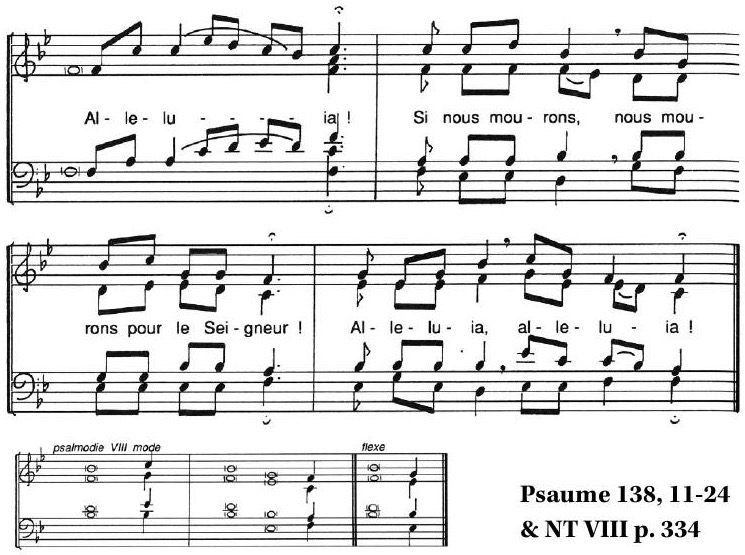 Al - le - lu - - - - ia ! Si nous mou - rons, nous mou -
rons pour le Sei - gneur ! Al - le - lu - ia, al - le - lu - ia !
psalmodie VIII mode flexe
Psaume 138, 11-24
& NT VIII p. 334